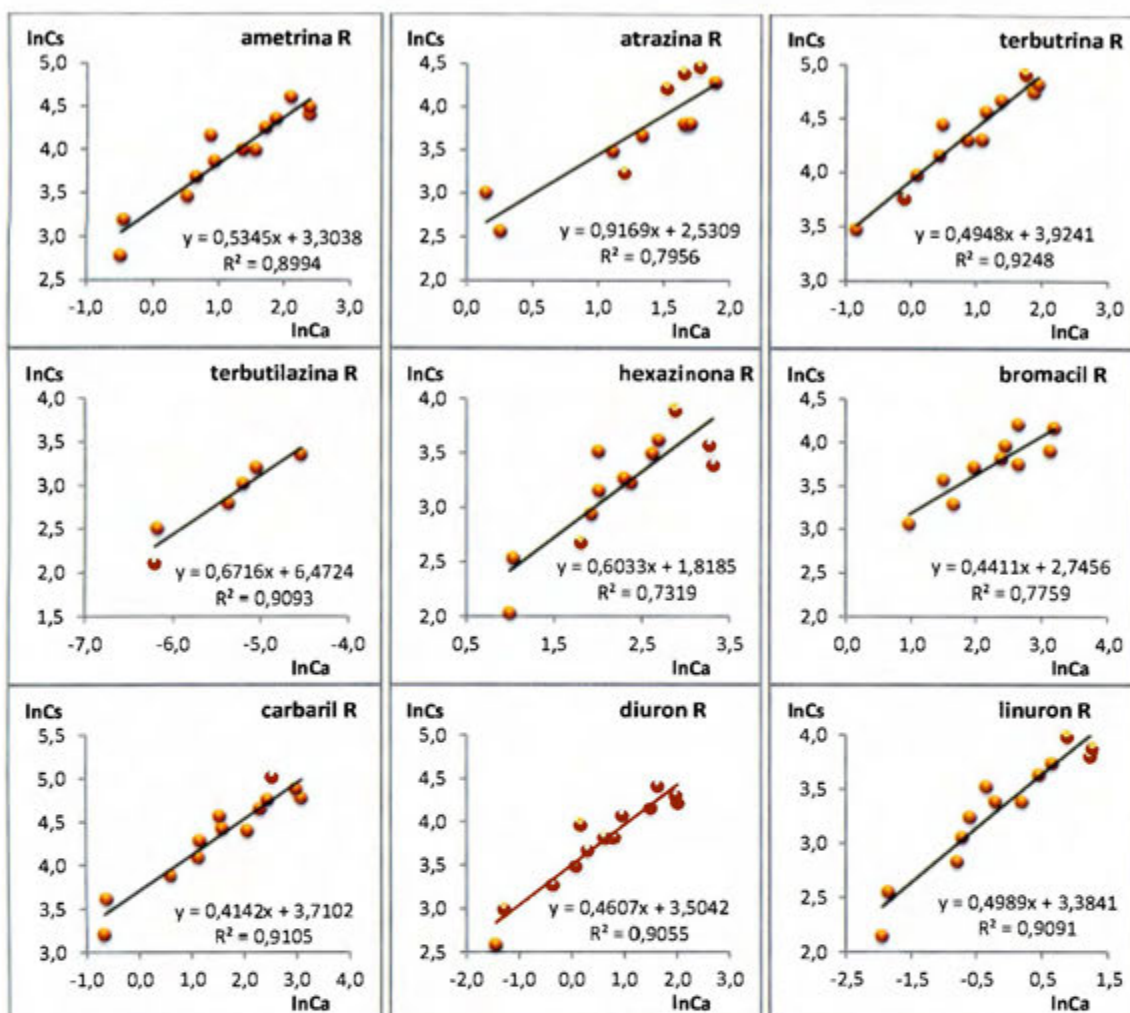 lnCs ametrina R
5,0
4,5
4,0
3,5
3,0
2,5
y = 0,5345x + 3,3038
R² = 0,8994
-1,0 0,0 1,0 2,0 3,0
lnCa
lnCs atrazina R
4,5
4,0
3,5
3,0
2,5
2,0
y = 0,9169x + 2,5309
R² = 0,7956
0,0 0,5 1,0 1,5 2,0
lnCa
lnCs terbutrina R
5,0
4,5
4,0
3,5
3,0
y = 0,4948x + 3,9241
R² = 0,9248
-1,0 0,0 1,0 2,0 3,0
lnCa
lnCs terbutilazina R
4,0
3,5
3,0
2,5
2,0
1,5
y = 0,6716x + 6,4724
R² = 0,9093
-7,0 -6,0 -5,0 -4,0
lnCa
lnCs hexazinona R
4,0
3,5
3,0
2,5
2,0
y = 0,6033x + 1,8185
R² = 0,7319
0,5 1,5 2,5 3,5
lnCa
lnCs bromacil R
4,5
4,0
3,5
3,0
2,5
2,0
y = 0,4411x + 2,7456
R² = 0,7759
0,0 1,0 2,0 3,0 4,0
lnCa
lnCs carbaril R
5,5
5,0
4,5
4,0
3,5
3,0
y = 0,4142x + 3,7102
R² = 0,9105
-1,0 0,0 1,0 2,0 3,0 4,0
lnCa
lnCs diuron R
5,0
4,5
4,0
3,5
3,0
2,5
y = 0,4607x + 3,5042
R² = 0,9055
-2,0 -1,0 0,0 1,0 2,0 3,0
lnCa
lnCs linuron R
4,0
3,5
3,0
2,5
2,0
y = 0,4989x + 3,3841
R² = 0,9091
-2,5 -1,5 -0,5 0,5 1,5
lnCa